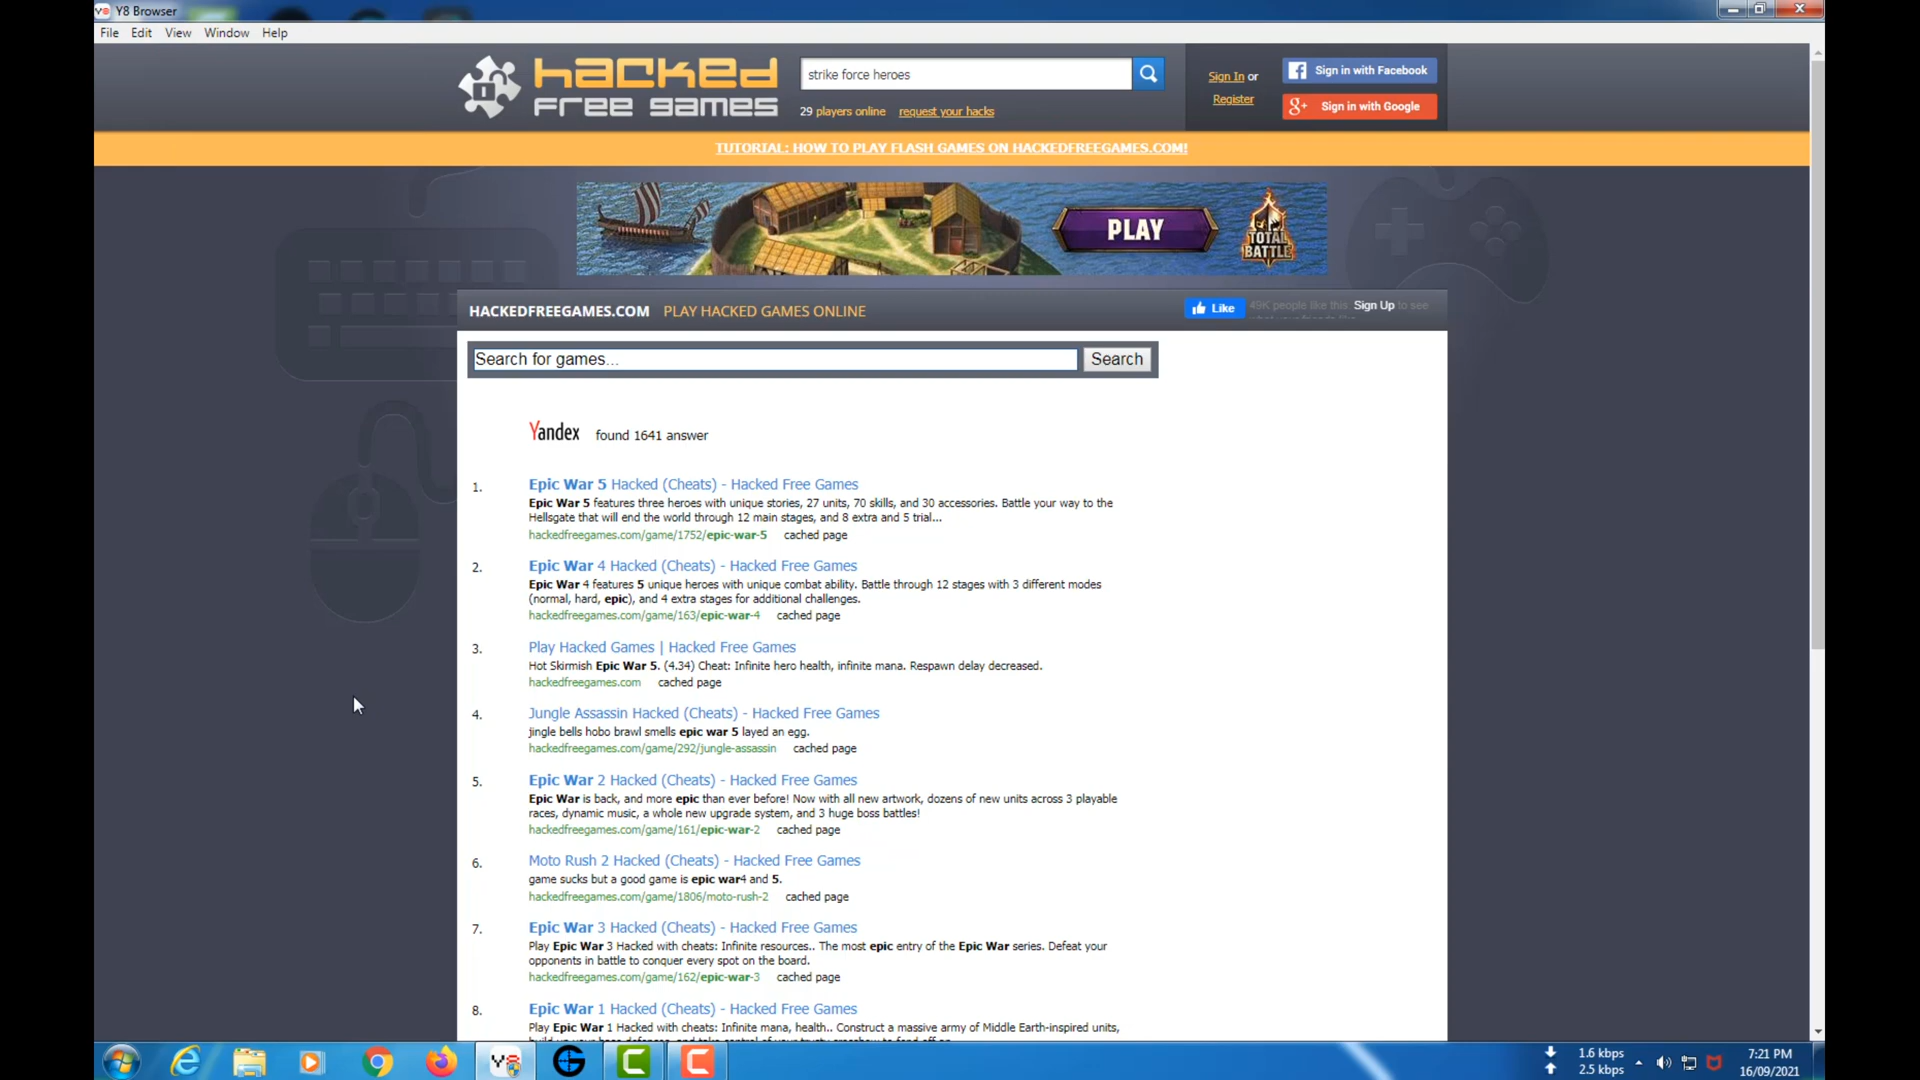 Y8 Browser
File Edit View Window Help
hacked
free games
strike force heroes
29 players online request your hacks
Sign In or
Register
Sign in with Facebook
Sign in with Google
TUTORIAL: HOW TO PLAY FLASH GAMES ON HACKEDFREEGAMES.COM!
PLAY
TOTAL
BATTLE
HACKEDFREEGAMES.COM PLAY HACKED GAMES ONLINE
Like 49K people like this. Sign Up to see
Search for games... Search
Yandex found 1641 answer
1. Epic War 5 Hacked (Cheats) - Hacked Free Games
Epic War 5 features three heroes with unique stories, 27 units, 70 skills, and 30 accessories. Battle your way to the
Hellsgate that will end the world through 12 main stages, and 8 extra and 5 trial...
hackedfreegames.com/game/1752/epic-war-5 cached page
2. Epic War 4 Hacked (Cheats) - Hacked Free Games
Epic War 4 features 5 unique heroes with unique combat ability. Battle through 12 stages with 3 different modes
(normal, hard, epic), and 4 extra stages for additional challenges.
hackedfreegames.com/game/163/epic-war-4 cached page
3. Play Hacked Games | Hacked Free Games
Hot Skirmish Epic War 5. (4.34) Cheat: Infinite hero health, infinite mana. Respawn delay decreased.
hackedfreegames.com cached page
4. Jungle Assassin Hacked (Cheats) - Hacked Free Games
jingle bells hobo brawl smells epic war 5 layed an egg.
hackedfreegames.com/game/292/jungle-assassin cached page
5. Epic War 2 Hacked (Cheats) - Hacked Free Games
Epic War is back, and more epic than ever before! Now with all new artwork, dozens of new units across 3 playable
races, dynamic music, a whole new upgrade system, and 3 huge boss battles!
hackedfreegames.com/game/161/epic-war-2 cached page
6. Moto Rush 2 Hacked (Cheats) - Hacked Free Games
game sucks but a good game is epic war4 and 5.
hackedfreegames.com/game/1806/moto-rush-2 cached page
7. Epic War 3 Hacked (Cheats) - Hacked Free Games
Play Epic War 3 Hacked with cheats: Infinite resources.. The most epic entry of the Epic War series. Defeat your
opponents in battle to conquer every spot on the board.
hackedfreegames.com/game/162/epic-war-3 cached page
8. Epic War 1 Hacked (Cheats) - Hacked Free Games
Play Epic War 1 Hacked with cheats: Infinite mana, health.. Construct a massive army of Middle Earth-inspired units,
1.6 kbps
2.5 kbps
7:21 PM
16/09/2021